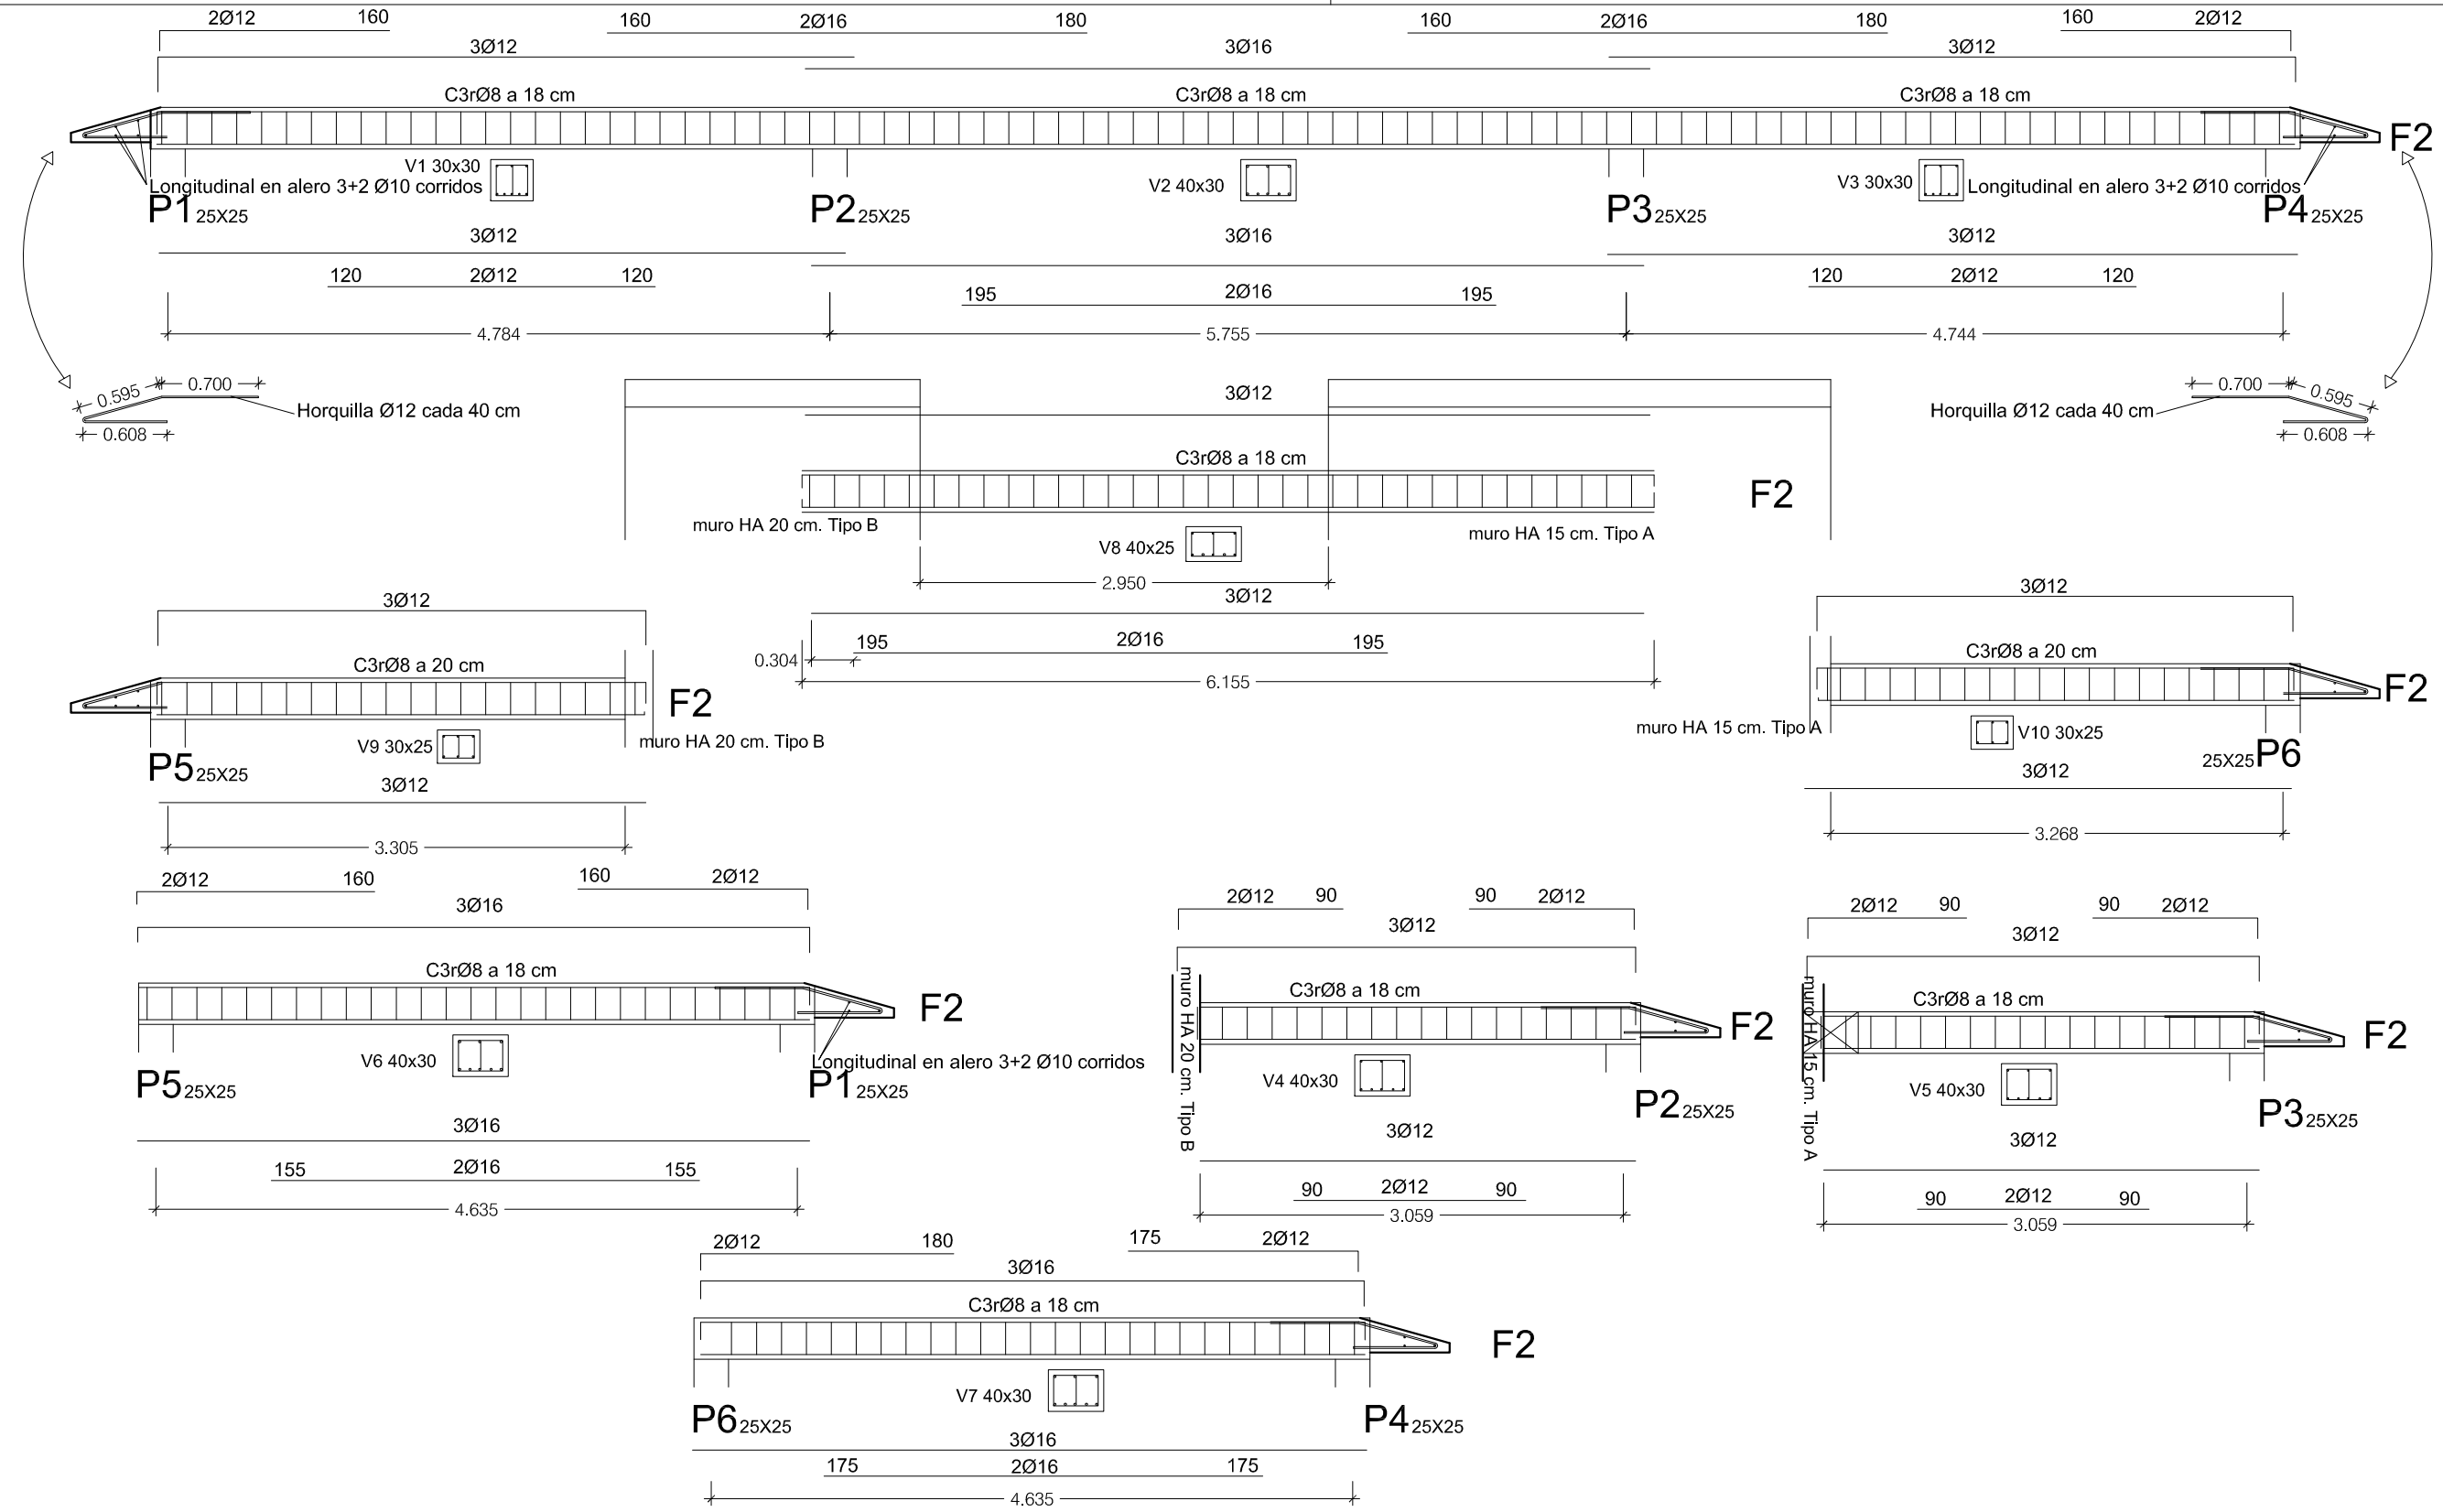 2Ø12 160 160 2Ø16 180 160 2Ø16 180 160 2Ø12
3Ø12 3Ø16 3Ø12
C3rØ8 a 18 cm C3rØ8 a 18 cm C3rØ8 a 18 cm
F2
V1 30x30 V2 40x30 V3 30x30
Longitudinal en alero 3+2 Ø10 corridos Longitudinal en alero 3+2 Ø10 corridos
P1 25X25 P2 25X25 P3 25X25 P4 25X25
3Ø12 3Ø16 3Ø12
120 2Ø12 120 120 2Ø12 120
195 2Ø16 195
4.784 5.755 4.744
0.595 0.700 3Ø12 0.700 0.595
Horquilla Ø12 cada 40 cm Horquilla Ø12 cada 40 cm
0.608 0.608
C3rØ8 a 18 cm
F2
muro HA 20 cm. Tipo B muro HA 15 cm. Tipo A
V8 40x25
2.950
3Ø12 3Ø12 3Ø12
195 2Ø16 195
0.304
6.155
C3rØ8 a 20 cm C3rØ8 a 20 cm
F2 F2
V9 30x25 muro HA 20 cm. Tipo B muro HA 15 cm. Tipo A V10 30x25
P5 25X25 25X25 P6
3Ø12 3Ø12
3.305 3.268
2Ø12 160 160 2Ø12
3Ø16
C3rØ8 a 18 cm
F2
V6 40x30
Longitudinal en alero 3+2 Ø10 corridos
P5 25X25 P1 25X25
3Ø16
155 2Ø16 155
4.635
2Ø12 90 90 2Ø12
3Ø12
C3rØ8 a 18 cm
F2
muro HA 20 cm. Tipo B
V4 40x30
P2 25X25
3Ø12
90 2Ø12 90
3.059
2Ø12 90 90 2Ø12
3Ø12
C3rØ8 a 18 cm
F2
muro HA 15 cm. Tipo A
V5 40x30
P3 25X25
3Ø12
90 2Ø12 90
3.059
2Ø12 180 175 2Ø12
3Ø16
C3rØ8 a 18 cm
F2
V7 40x30
P6 25X25 P4 25X25
3Ø16
175 2Ø16 175
4.635